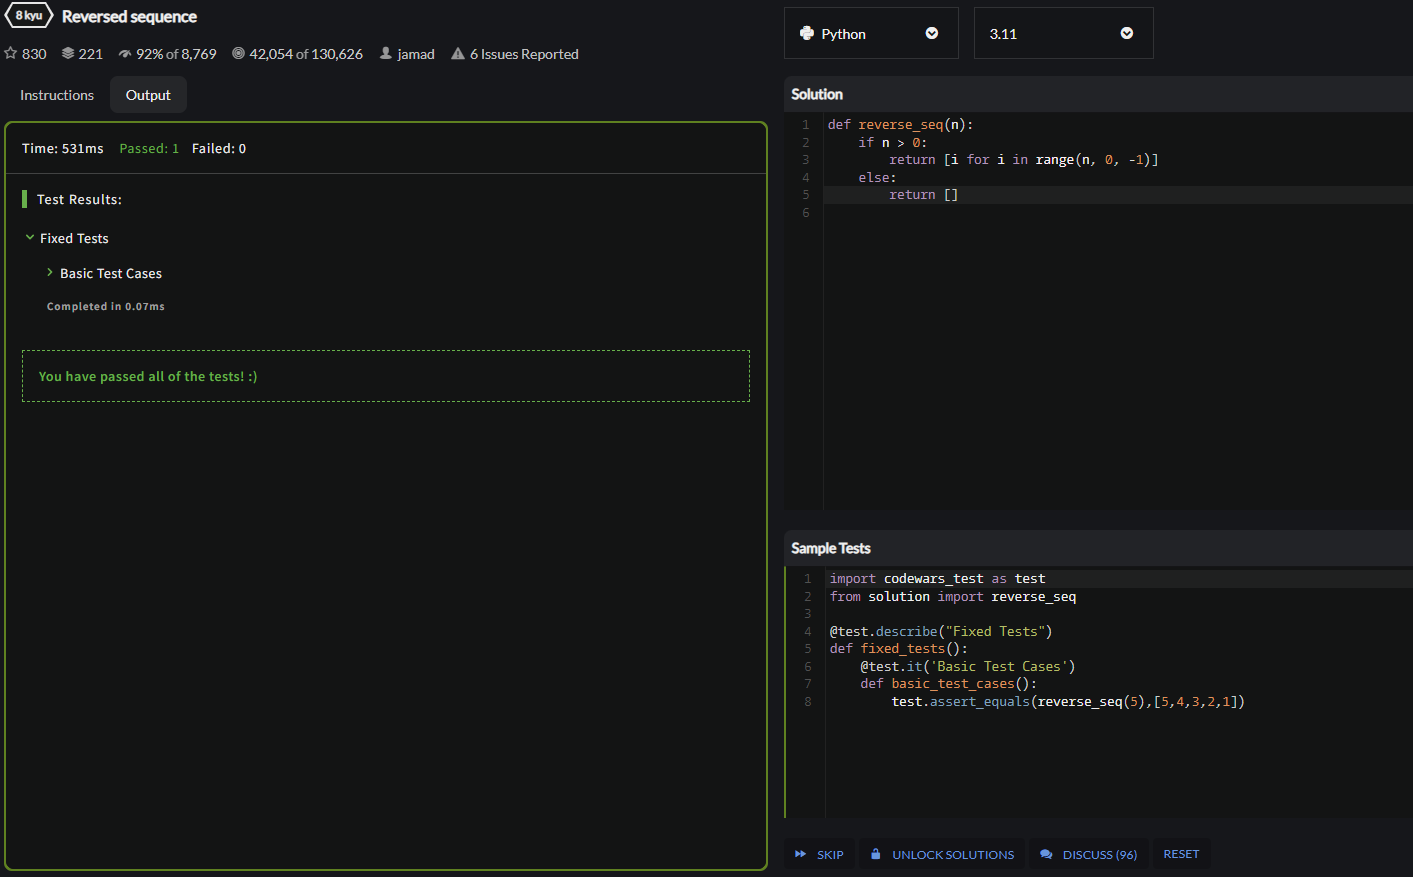 8 kyu Reversed sequence
830 221 92% of 8,769 42,054 of 130,626 jamad 6 Issues Reported
Instructions Output
Time: 531ms Passed: 1 Failed: 0
Test Results:
Fixed Tests
Basic Test Cases
Completed in 0.07ms
You have passed all of the tests! :)
Python 3.11
Solution
1 def reverse_seq(n):
2     if n > 0:
3         return [i for i in range(n, 0, -1)]
4     else:
5         return []
6
Sample Tests
1 import codewars_test as test
2 from solution import reverse_seq
3
4 @test.describe("Fixed Tests")
5 def fixed_tests():
6     @test.it('Basic Test Cases')
7     def basic_test_cases():
8         test.assert_equals(reverse_seq(5),[5,4,3,2,1])
SKIP UNLOCK SOLUTIONS DISCUSS (96) RESET